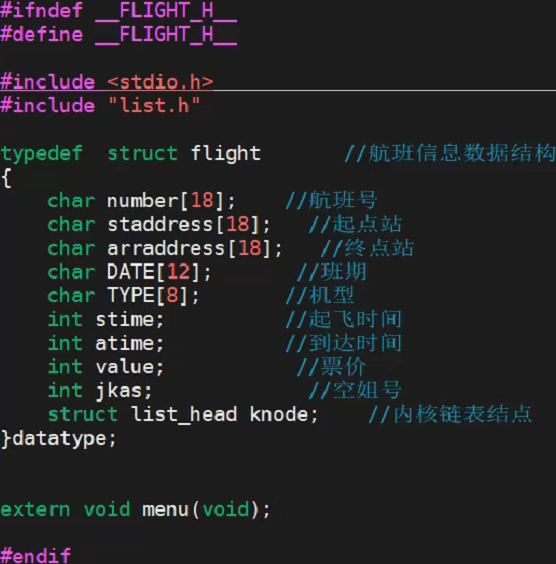 #ifndef __FLIGHT_H__
#define __FLIGHT_H__
#include <stdio.h>
#include "list.h"
typedef  struct flight       //航班信息数据结构
{
    char number[18];    //航班号
    char staddress[18];   //起点站
    char arraddress[18];   //终点站
    char DATE[12];       //班期
    char TYPE[8];       //机型
    int stime;          //起飞时间
    int atime;          //到达时间
    int value;           //票价
    int jkas;             //空姐号
    struct list_head knode;    //内核链表结点
}datatype;
extern void menu(void);
#endif